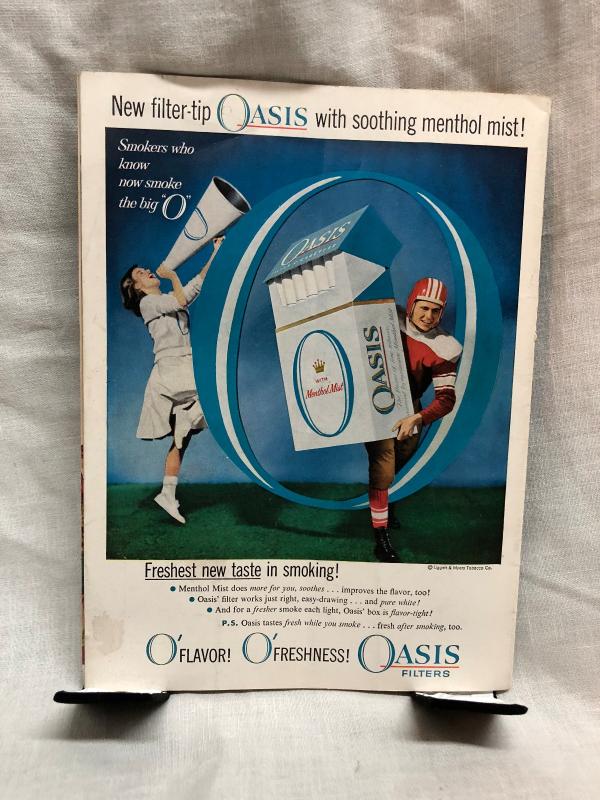 New filter-tip OASIS with soothing menthol mist!
Smokers who
know
now smoke
the big "O"
OASIS
OASIS
WITH
Menthol Mist
Freshest new taste in smoking!
© Liggett & Myers Tobacco Co.
● Menthol Mist does more for you, soothes . . . improves the flavor, too!
● Oasis' filter works just right, easy-drawing . . . and pure white!
● And for a fresher smoke each light, Oasis' box is flavor-tight!
P.S. Oasis tastes fresh while you smoke . . . fresh after smoking, too.
O'FLAVOR! O'FRESHNESS! OASIS
FILTERS